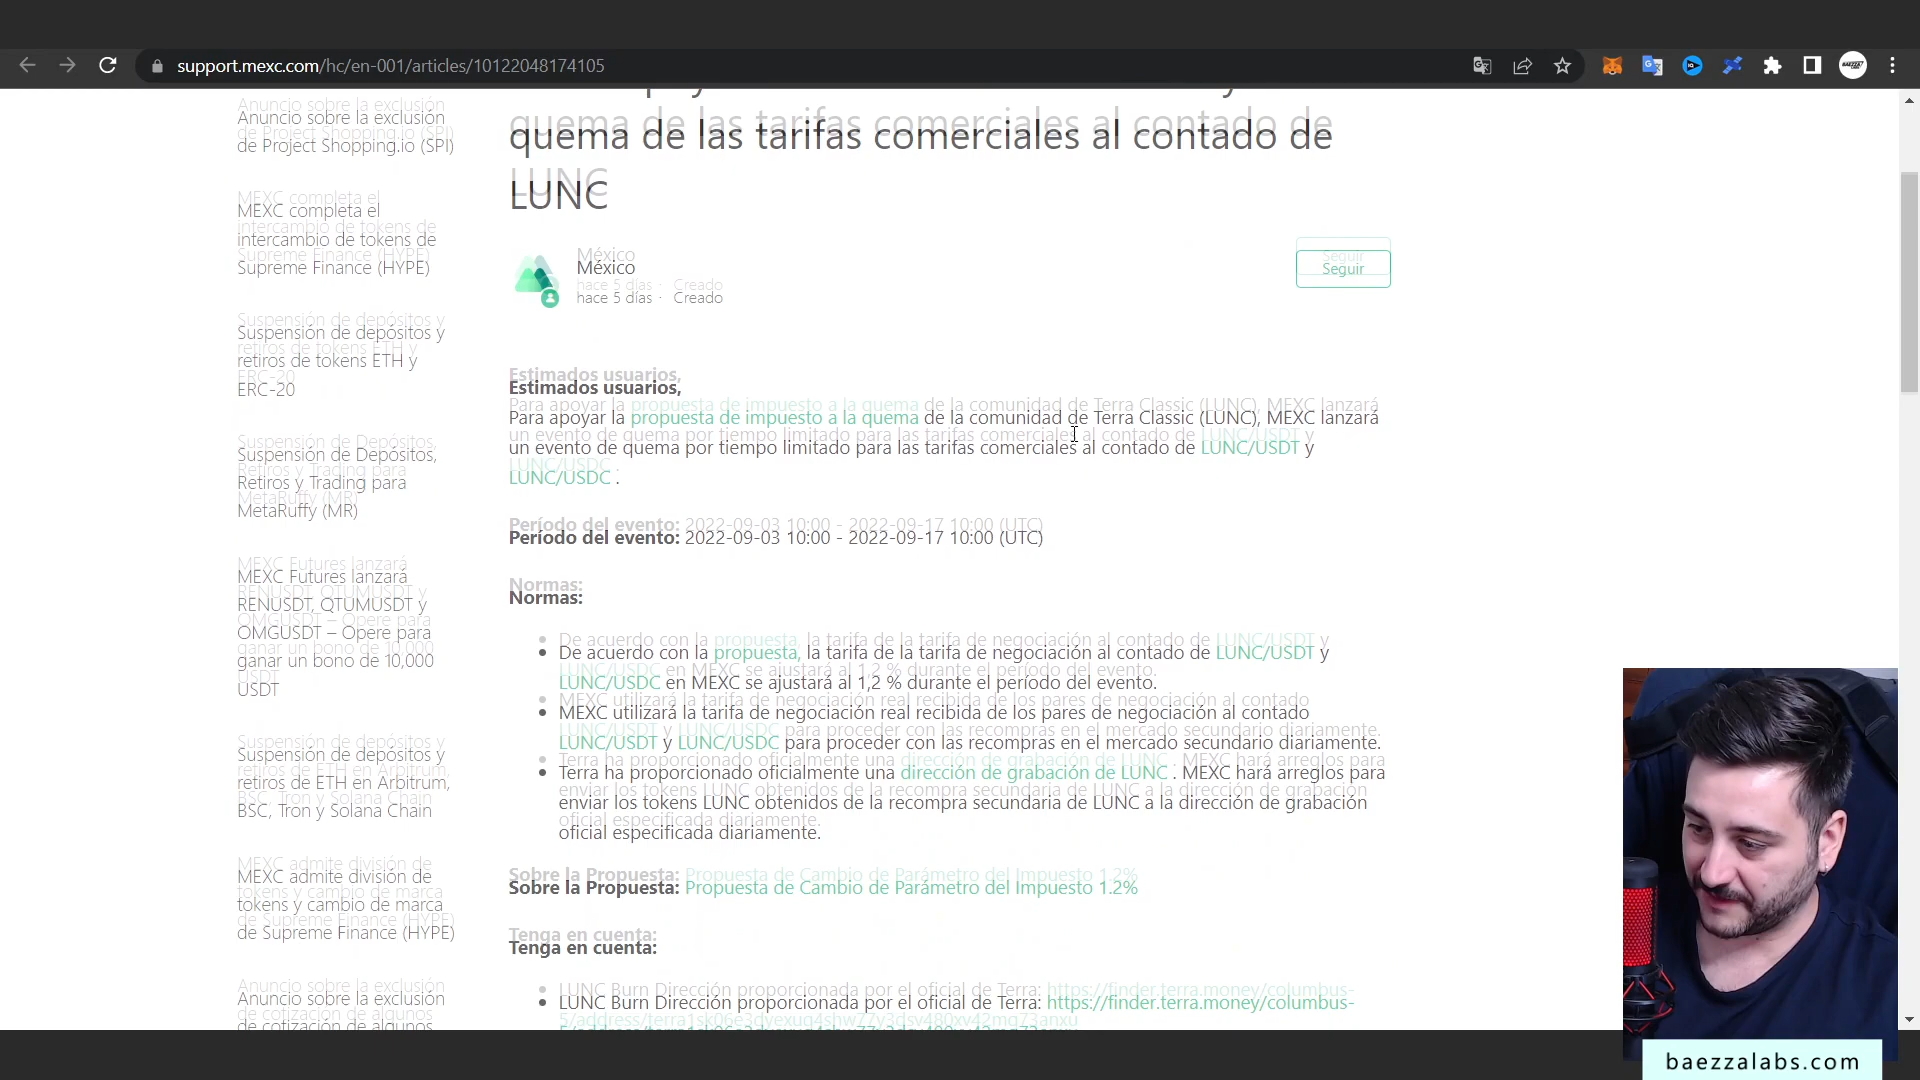 support.mexc.com/hc/en-001/articles/10122048174105
Anuncio sobre la exclusión
de Project Shopping.io (SPI)
MEXC completa el
intercambio de tokens de
Supreme Finance (HYPE)
Suspensión de depósitos y
retiros de tokens ETH y
ERC-20
Suspensión de Depósitos,
Retiros y Trading para
MetaRuffy (MR)
MEXC Futures lanzará
RENUSDT, QTUMUSDT y
OMGUSDT – Opere para
ganar un bono de 10,000
USDT
Suspensión de depósitos y
retiros de ETH en Arbitrum,
BSC, Tron y Solana Chain
MEXC admite división de
tokens y cambio de marca
de Supreme Finance (HYPE)
Anuncio sobre la exclusión
de cotización de algunos
quema de las tarifas comerciales al contado de
LUNC
México
hace 5 días · Creado
Seguir
Estimados usuarios,
Para apoyar la propuesta de impuesto a la quema de la comunidad de Terra Classic (LUNC), MEXC lanzará
un evento de quema por tiempo limitado para las tarifas comerciales al contado de LUNC/USDT y
LUNC/USDC .
Período del evento: 2022-09-03 10:00 - 2022-09-17 10:00 (UTC)
Normas:
• De acuerdo con la propuesta, la tarifa de la tarifa de negociación al contado de LUNC/USDT y
LUNC/USDC en MEXC se ajustará al 1,2 % durante el período del evento.
• MEXC utilizará la tarifa de negociación real recibida de los pares de negociación al contado
LUNC/USDT y LUNC/USDC para proceder con las recompras en el mercado secundario diariamente.
• Terra ha proporcionado oficialmente una dirección de grabación de LUNC . MEXC hará arreglos para
enviar los tokens LUNC obtenidos de la recompra secundaria de LUNC a la dirección de grabación
oficial especificada diariamente.
Sobre la Propuesta: Propuesta de Cambio de Parámetro del Impuesto 1.2%
Tenga en cuenta:
• LUNC Burn Dirección proporcionada por el oficial de Terra: https://finder.terra.money/columbus-
baezzalabs.com